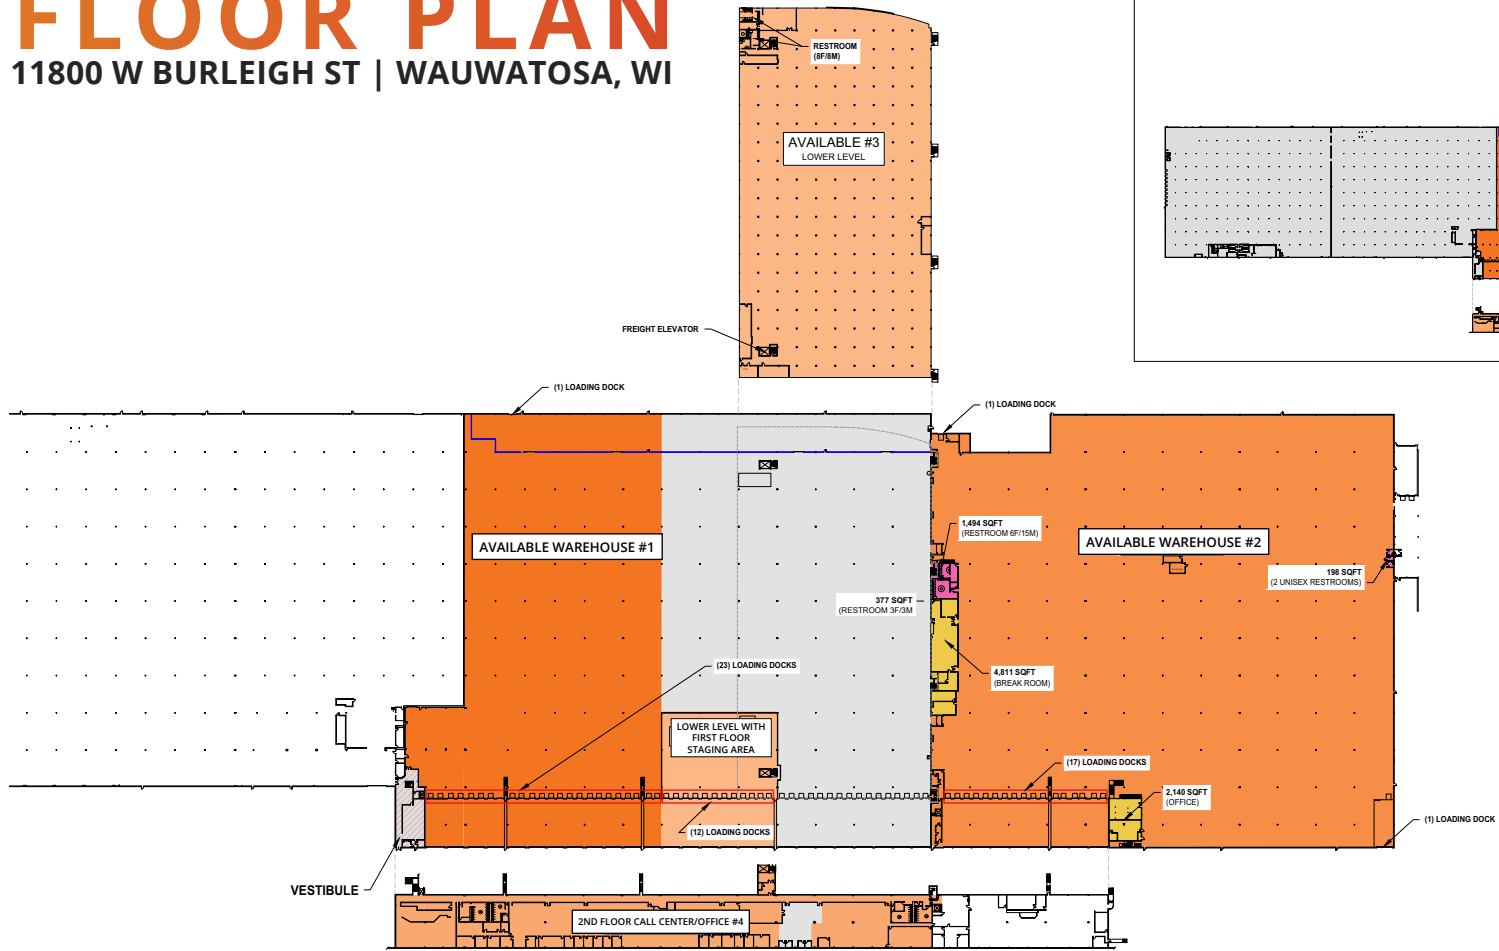 FLOOR PLAN
11800 W BURLEIGH ST | WAUWATOSA, WI
RESTROOM
(8F/8M)
AVAILABLE #3
LOWER LEVEL
FREIGHT ELEVATOR
(1) LOADING DOCK
(1) LOADING DOCK
1,494 SQFT
(RESTROOM 6F/15M)
AVAILABLE WAREHOUSE #1
AVAILABLE WAREHOUSE #2
198 SQFT
(2 UNISEX RESTROOMS)
377 SQFT
(RESTROOM 3F/3M
(23) LOADING DOCKS
4,811 SQFT
(BREAK ROOM)
LOWER LEVEL WITH
FIRST FLOOR
STAGING AREA
(17) LOADING DOCKS
2,140 SQFT
(OFFICE)
(12) LOADING DOCKS
(1) LOADING DOCK
VESTIBULE
2ND FLOOR CALL CENTER/OFFICE #4